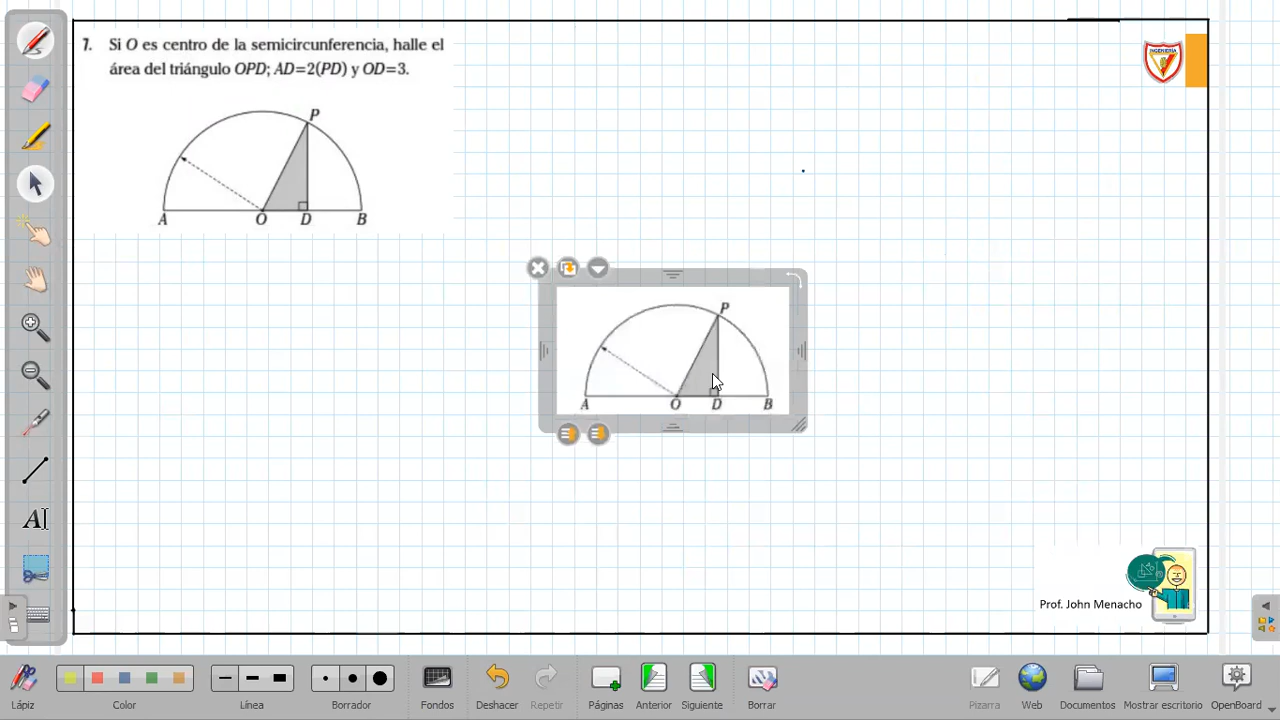 7. Si O es centro de la semicircunferencia, halle el
área del triángulo OPD; AD=2(PD) y OD=3.
P
A
O
D
B
P
A
O
D
B
Prof. John Menacho
Lápiz
Color
Línea
Borrador
Fondos
Deshacer
Repetir
Páginas
Anterior
Siguiente
Borrar
Pizarra
Web
Documentos
Mostrar escritorio
OpenBoard